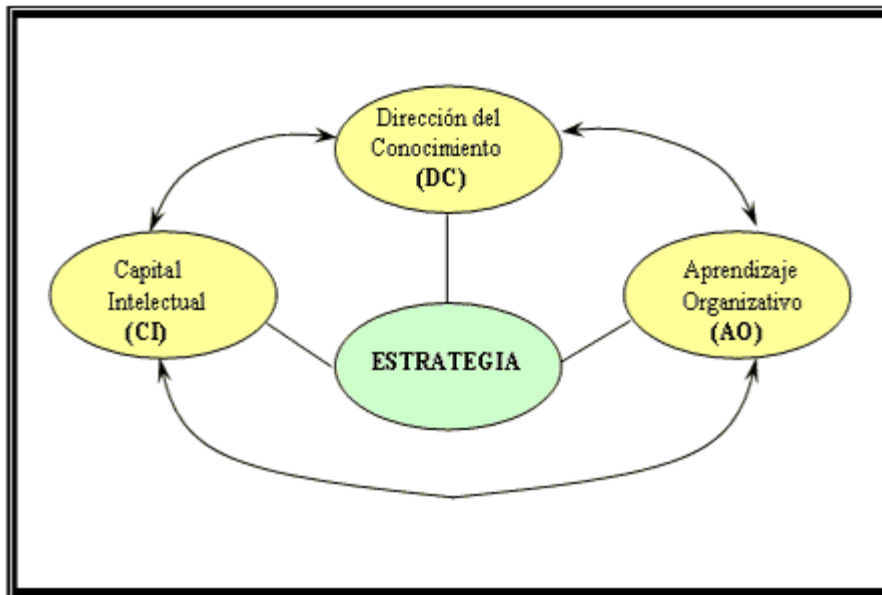 Dirección del
Conocimiento
(DC)
Capital
Intelectual
(CI)
Aprendizaje
Organizativo
(AO)
ESTRATEGIA